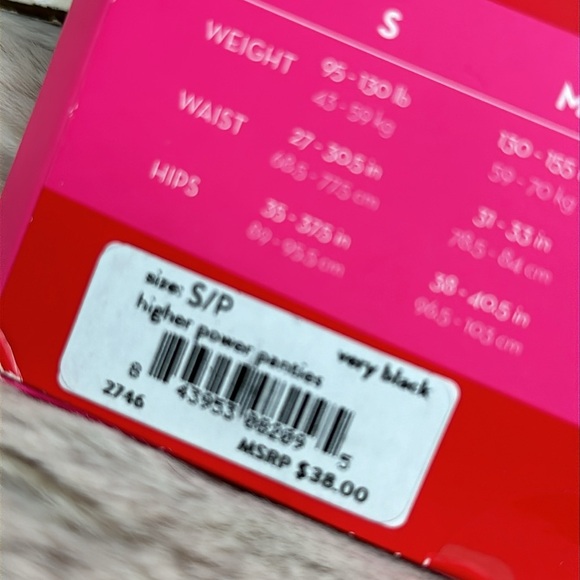 S
M
WEIGHT 95 - 130 lb 130 - 155
43 - 59 kg 59 - 70 kg
WAIST 27 - 30.5 in 31 - 33 in
68.5 - 77.5 cm 78.5 - 84 cm
HIPS 35 - 37.5 in 38 - 40.5 in
89 - 95.5 cm 96.5 - 103 cm
size: S/P
higher power panties very black
8 43953 08209 5
2746
MSRP $38.00